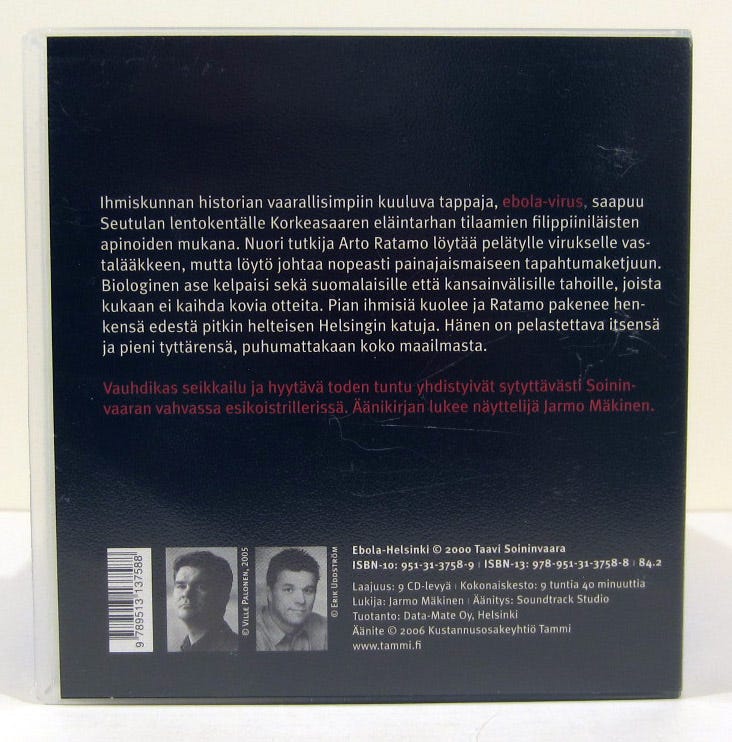 Ihmiskunnan historian vaarallisimpiin kuuluva tappaja, ebola-virus, saapuu
Seutulan lentokentälle Korkeasaaren eläintarhan tilaamien filippiiniläisten
apinoiden mukana. Nuori tutkija Arto Ratamo löytää pelätylle virukselle vas-
talääkkeen, mutta löytö johtaa nopeasti painajaismaiseen tapahtumaketjuun.
Biologinen ase kelpaisi sekä suomalaisille että kansainvälisille tahoille, joista
kukaan ei kaihda kovia otteita. Pian ihmisiä kuolee ja Ratamo pakenee hen-
kensä edestä pitkin helteisen Helsingin katuja. Hänen on pelastettava itsensä
ja pieni tyttärensä, puhumattakaan koko maailmasta.
Vauhdikas seikkailu ja hyytävä toden tuntu yhdistyivät sytyttävästi Soinin-
vaaran vahvassa esikoistrillerissä. Äänikirjan lukee näyttelijä Jarmo Mäkinen.
9 789513 137588
© Ville Palonen, 2005
© Erik Uddström
Ebola-Helsinki © 2000 Taavi Soininvaara
ISBN-10: 951-31-3758-9 | ISBN-13: 978-951-31-3758-8 | 84.2
Laajuus: 9 CD-levyä | Kokonaiskesto: 9 tuntia 40 minuuttia
Lukija: Jarmo Mäkinen | Äänitys: Soundtrack Studio
Tuotanto: Data-Mate Oy, Helsinki
Äänite © 2006 Kustannusosakeyhtiö Tammi
www.tammi.fi